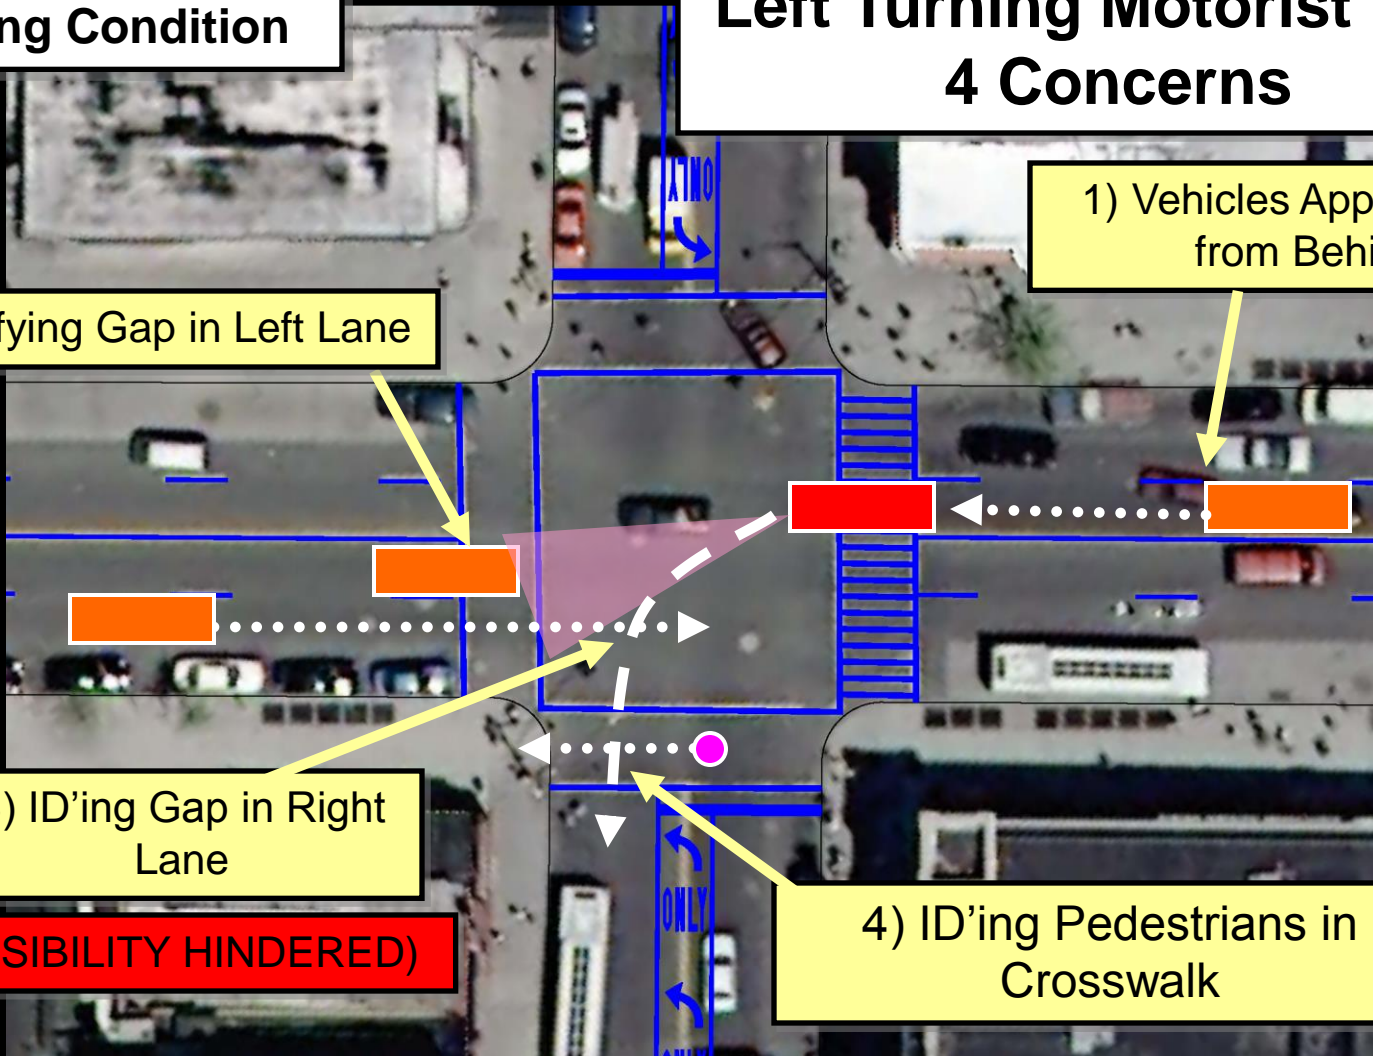 ng Condition
Left Turning Motorist
4 Concerns
ONLY
1) Vehicles App
from Behi
fying Gap in Left Lane
) ID’ing Gap in Right
Lane
SIBILITY HINDERED)
ONLY
4) ID’ing Pedestrians in
Crosswalk